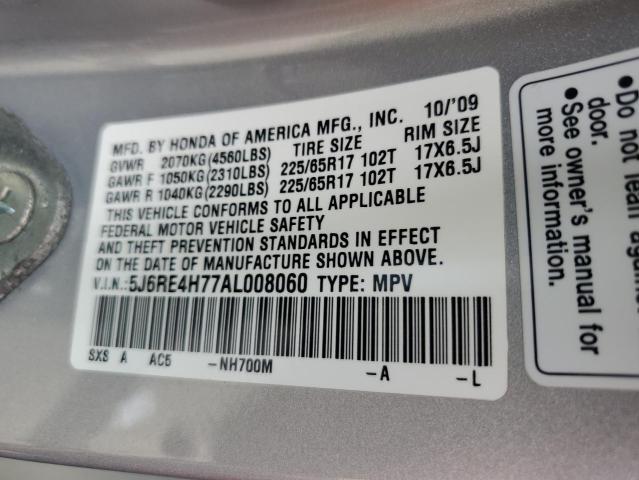 MFD. BY HONDA OF AMERICA MFG., INC. 10/'09
GVWR 2070KG(4560LBS) TIRE SIZE RIM SIZE
GAWR F 1050KG(2310LBS) 225/65R17 102T 17X6.5J
GAWR R 1040KG(2290LBS) 225/65R17 102T 17X6.5J
THIS VEHICLE CONFORMS TO ALL APPLICABLE
FEDERAL MOTOR VEHICLE SAFETY
AND THEFT PREVENTION STANDARDS IN EFFECT
ON THE DATE OF MANUFACTURE SHOWN ABOVE.
V.I.N.:5J6RE4H77AL008060 TYPE: MPV
SXS A AC5 -NH700M -A -L
•Do not lean
door.
•See owner's manual for
more information.